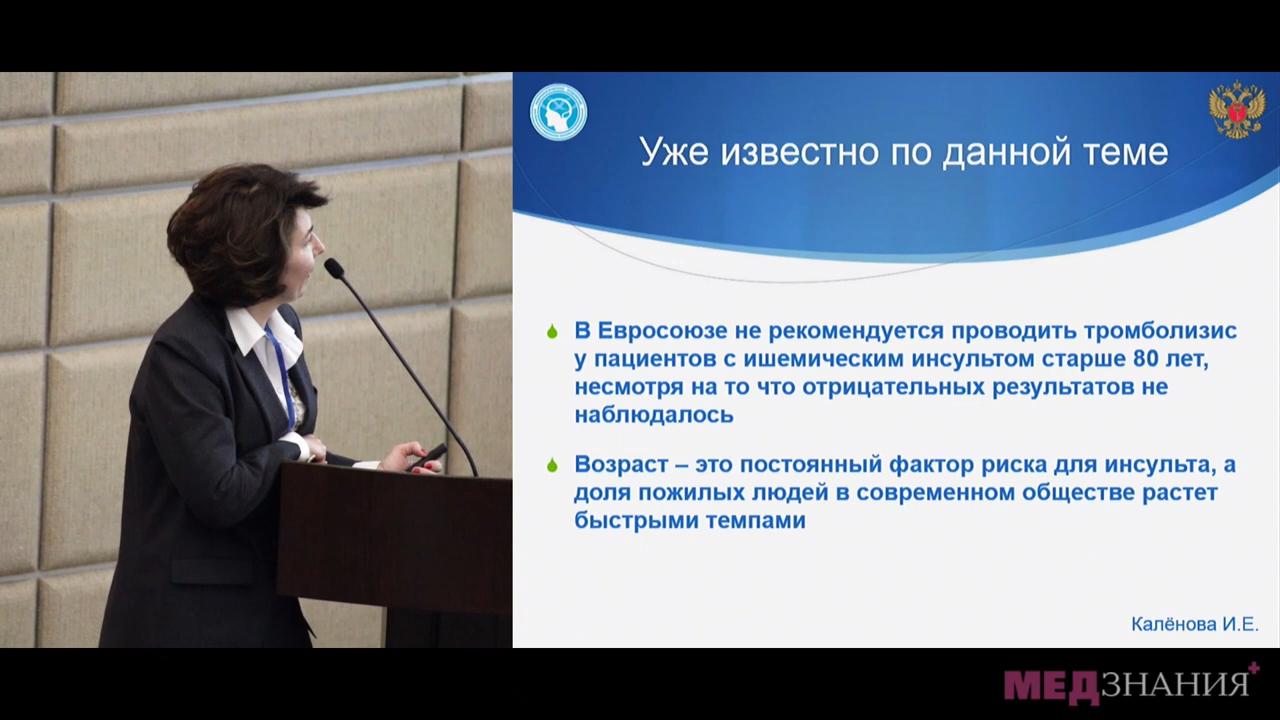 Уже известно по данной теме
В Евросоюзе не рекомендуется проводить тромболизис
у пациентов с ишемическим инсультом старше 80 лет,
несмотря на то что отрицательных результатов не
наблюдалось
Возраст – это постоянный фактор риска для инсульта, а
доля пожилых людей в современном обществе растет
быстрыми темпами
Калёнова И.Е.
МЕДЗНАНИЯ+